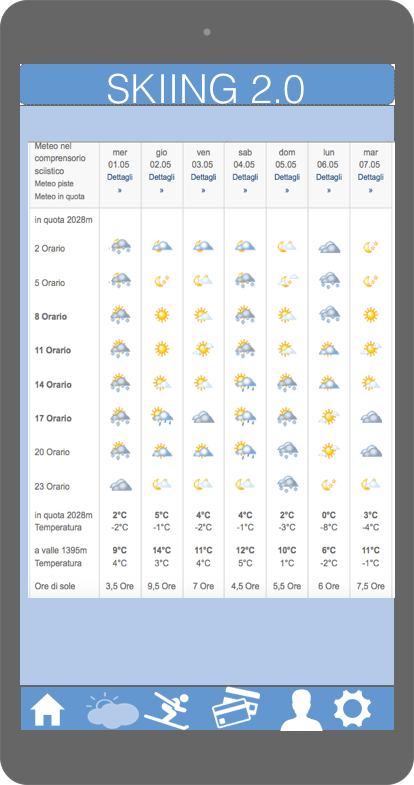 SKIING 2.0
Meteo nel comprensorio sciistico Meteo piste Meteo in quota
mer 01.05 Dettagli »
gio 02.05 Dettagli »
ven 03.05 Dettagli »
sab 04.05 Dettagli »
dom 05.05 Dettagli »
lun 06.05 Dettagli »
mar 07.05 Dettagli »
in quota 2028m
2 Orario
5 Orario
8 Orario
11 Orario
14 Orario
17 Orario
20 Orario
23 Orario
in quota 2028m 2°C 5°C 4°C 4°C 2°C 0°C 3°C
Temperatura -2°C -1°C -2°C -1°C -3°C -8°C -4°C
a valle 1395m 9°C 14°C 11°C 12°C 10°C 6°C 11°C
Temperatura 4°C 3°C 4°C 5°C 1°C -2°C -1°C
Ore di sole 3,5 Ore 9,5 Ore 7 Ore 4,5 Ore 5,5 Ore 6 Ore 7,5 Ore